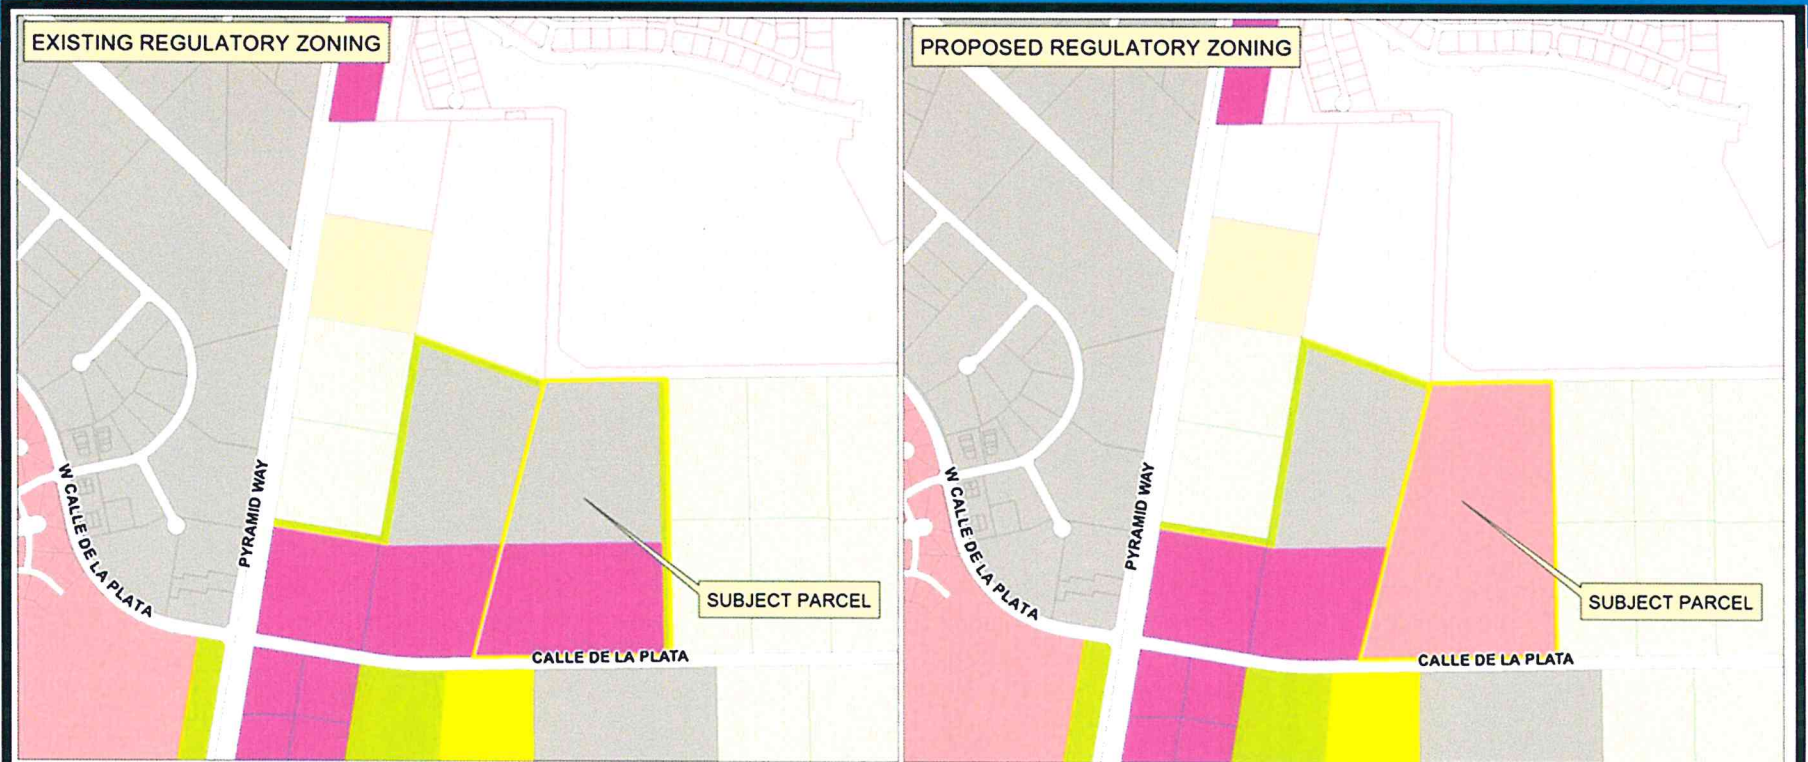 EXISTING REGULATORY ZONING
W CALLE DE LA PLATA
PYRAMID WAY
SUBJECT PARCEL
CALLE DE LA PLATA
PROPOSED REGULATORY ZONING
W CALLE DE LA PLATA
PYRAMID WAY
SUBJECT PARCEL
CALLE DE LA PLATA